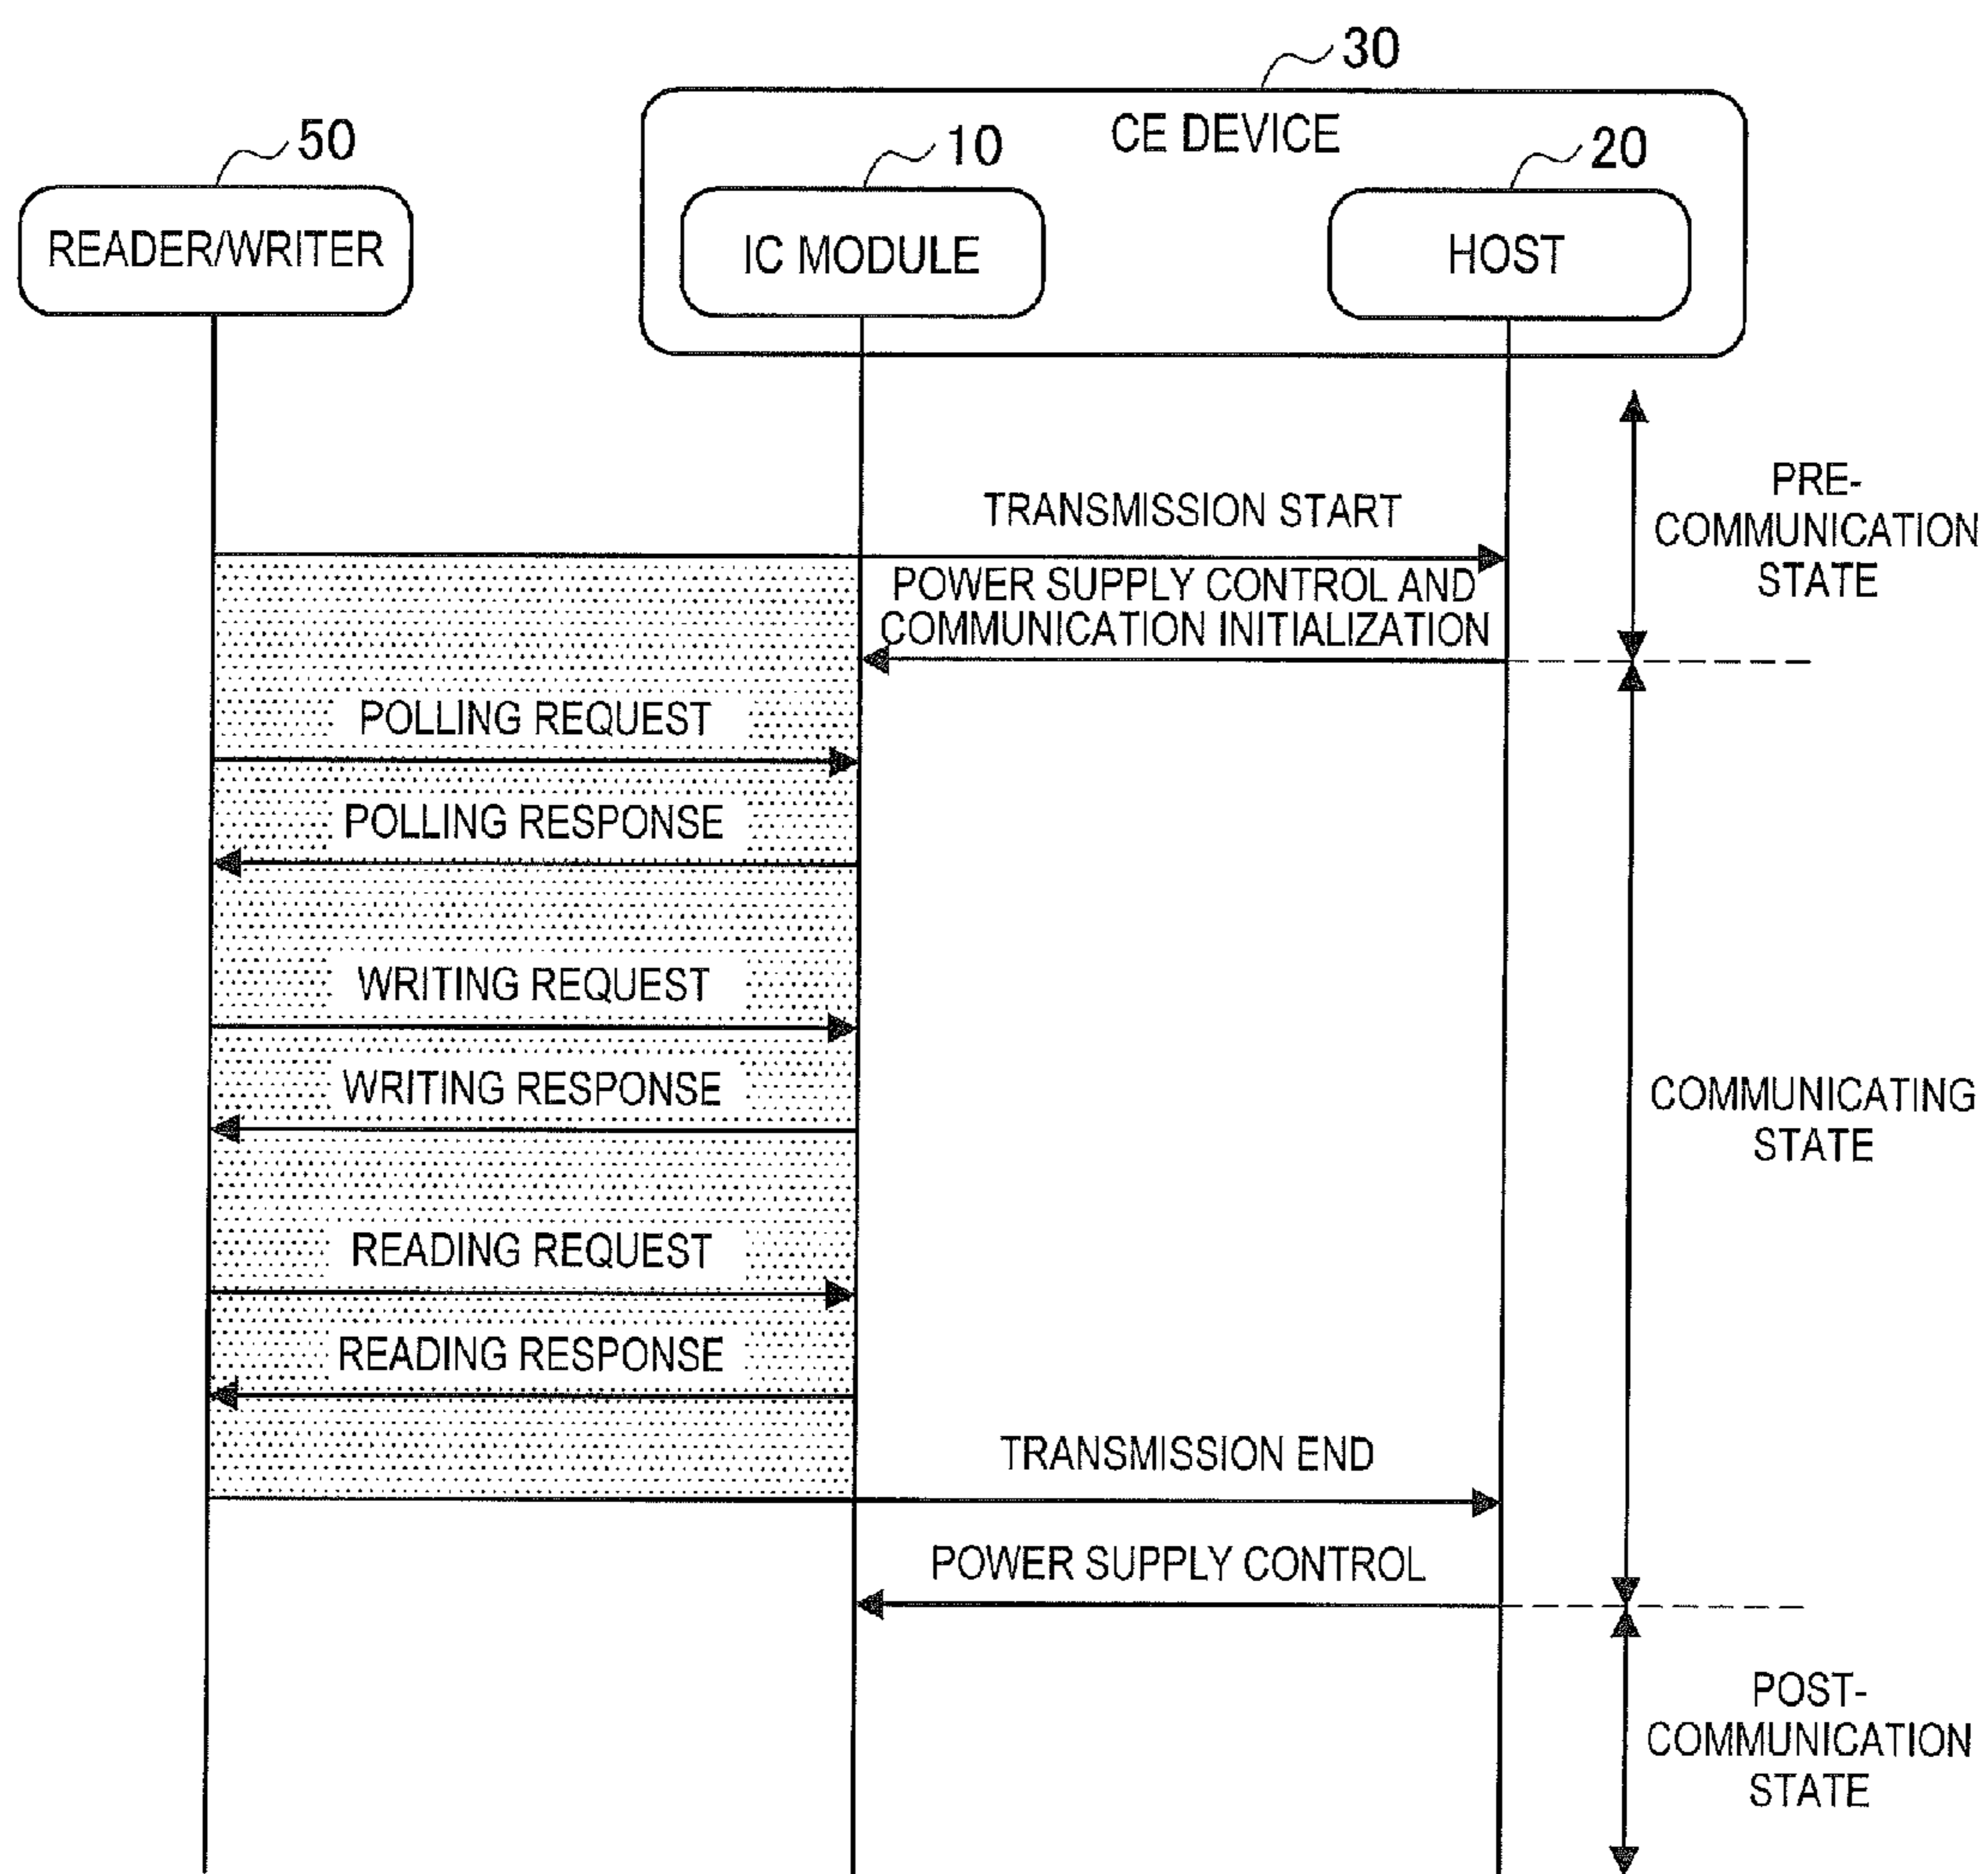 30
CE DEVICE
50
10
20
READER/WRITER
IC MODULE
HOST
PRE-
COMMUNICATION
STATE
TRANSMISSION START
POWER SUPPLY CONTROL AND
COMMUNICATION INITIALIZATION
POLLING REQUEST
POLLING RESPONSE
WRITING REQUEST
WRITING RESPONSE
COMMUNICATING
STATE
READING REQUEST
READING RESPONSE
TRANSMISSION END
POWER SUPPLY CONTROL
POST-
COMMUNICATION
STATE